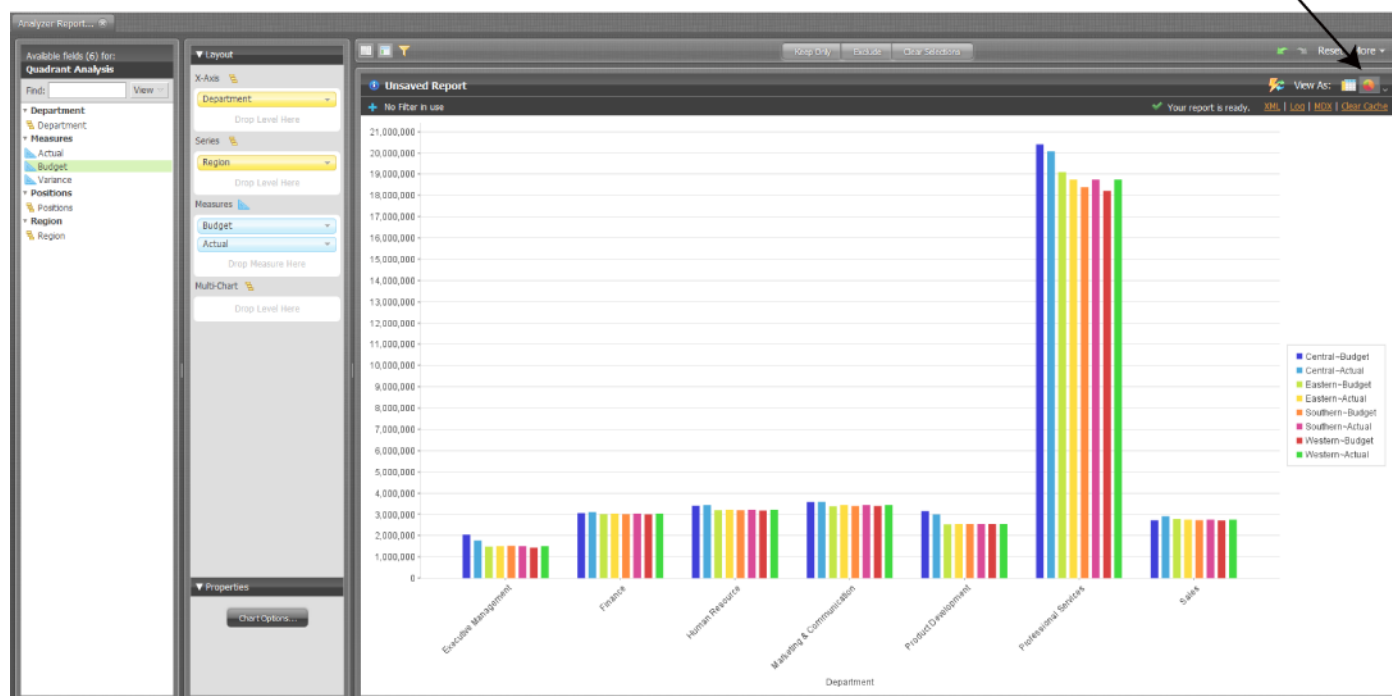 Analyzer Report...
Available fields (6) for:
Quadrant Analysis
Find:
View
Department
Department
Measures
Actual
Budget
Variance
Positions
Positions
Region
Region
Layout
X-Axis
Department
Drop Level Here
Series
Region
Drop Level Here
Measures
Budget
Actual
Drop Measure Here
Multi-Chart
Drop Level Here
Properties
Chart Options...
Keep Only
Exclude
Clear Selections
Reset
More
Unsaved Report
View As:
No Filter in use
Your report is ready.
XML | Log | MDX | Clear Cache
21,000,000
20,000,000
19,000,000
18,000,000
17,000,000
16,000,000
15,000,000
14,000,000
13,000,000
12,000,000
11,000,000
10,000,000
9,000,000
8,000,000
7,000,000
6,000,000
5,000,000
4,000,000
3,000,000
2,000,000
1,000,000
0
Executive Management
Finance
Human Resource
Marketing & Communication
Product Development
Professional Services
Sales
Department
Central~Budget
Central~Actual
Eastern~Budget
Eastern~Actual
Southern~Budget
Southern~Actual
Western~Budget
Western~Actual